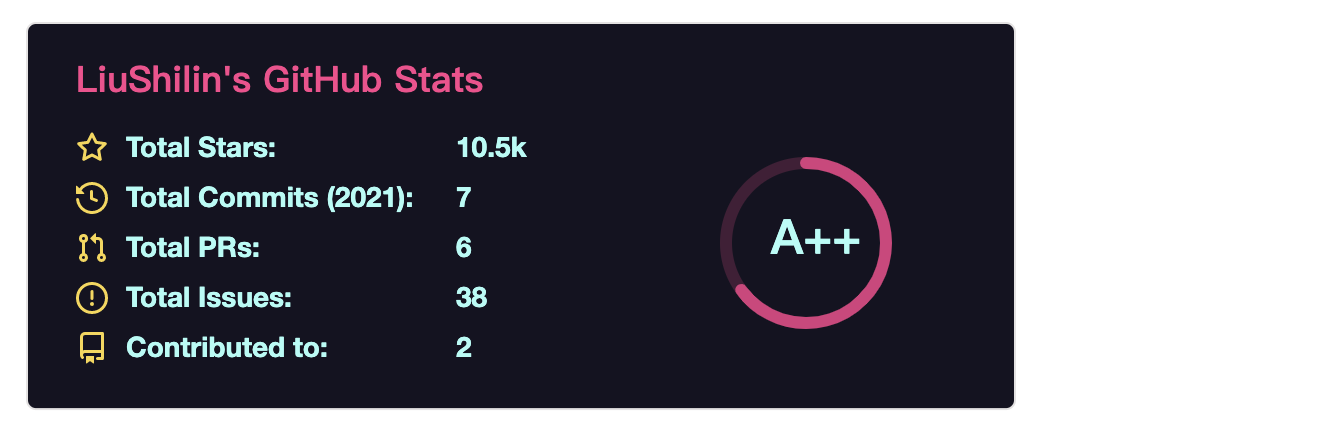 LiuShilin's GitHub Stats
Total Stars: 10.5k
Total Commits (2021): 7
Total PRs: 6
Total Issues: 38
Contributed to: 2
A++